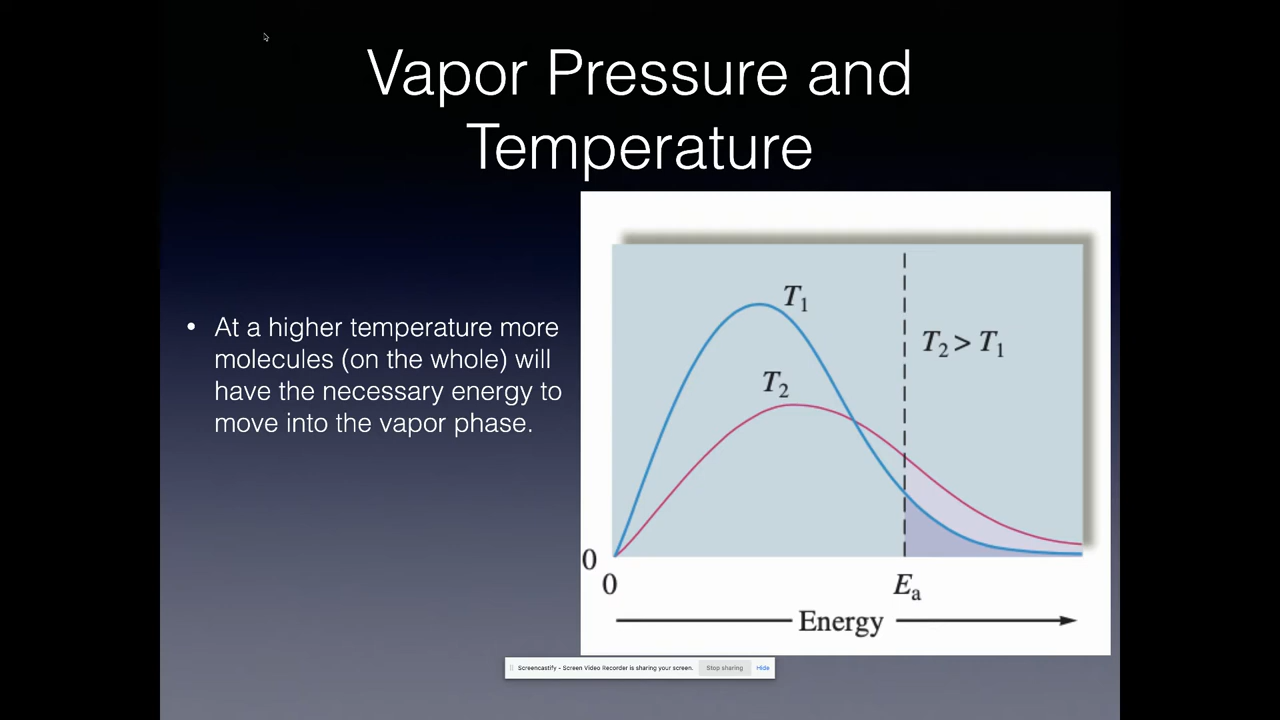 Vapor Pressure and
Temperature
• At a higher temperature more
molecules (on the whole) will
have the necessary energy to
move into the vapor phase.
T₁
T₂ > T₁
T₂
0
0
Eₐ
Energy
Screencastify - Screen Video Recorder is sharing your screen.
Stop sharing
Hide